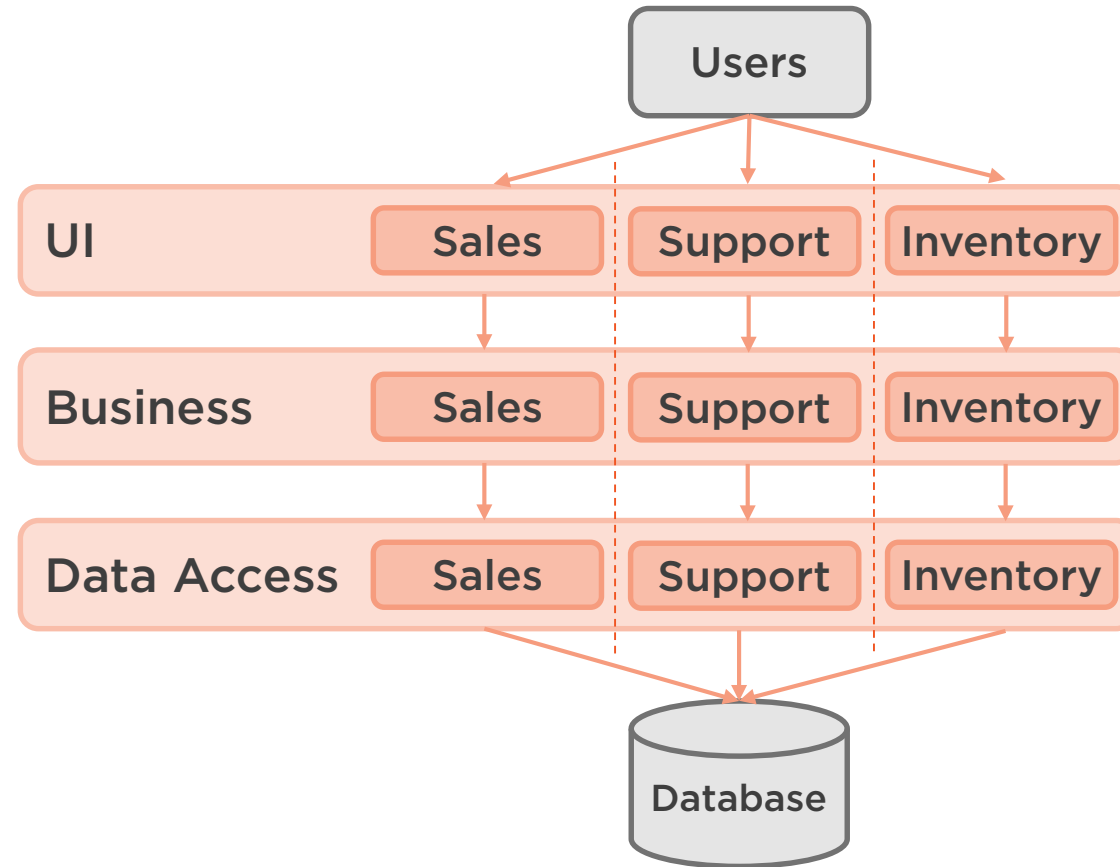 Users
UI
Sales
Support
Inventory
Business
Sales
Support
Inventory
Data Access
Sales
Support
Inventory
Database